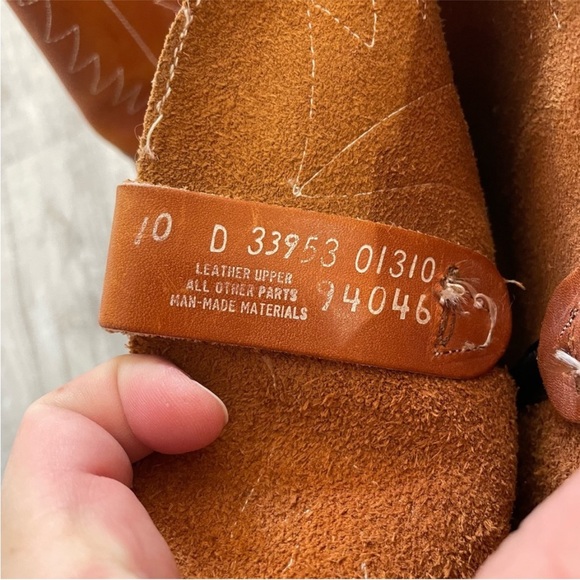 10 D 33953 01310
LEATHER UPPER
ALL OTHER PARTS 94046
MAN-MADE MATERIALS